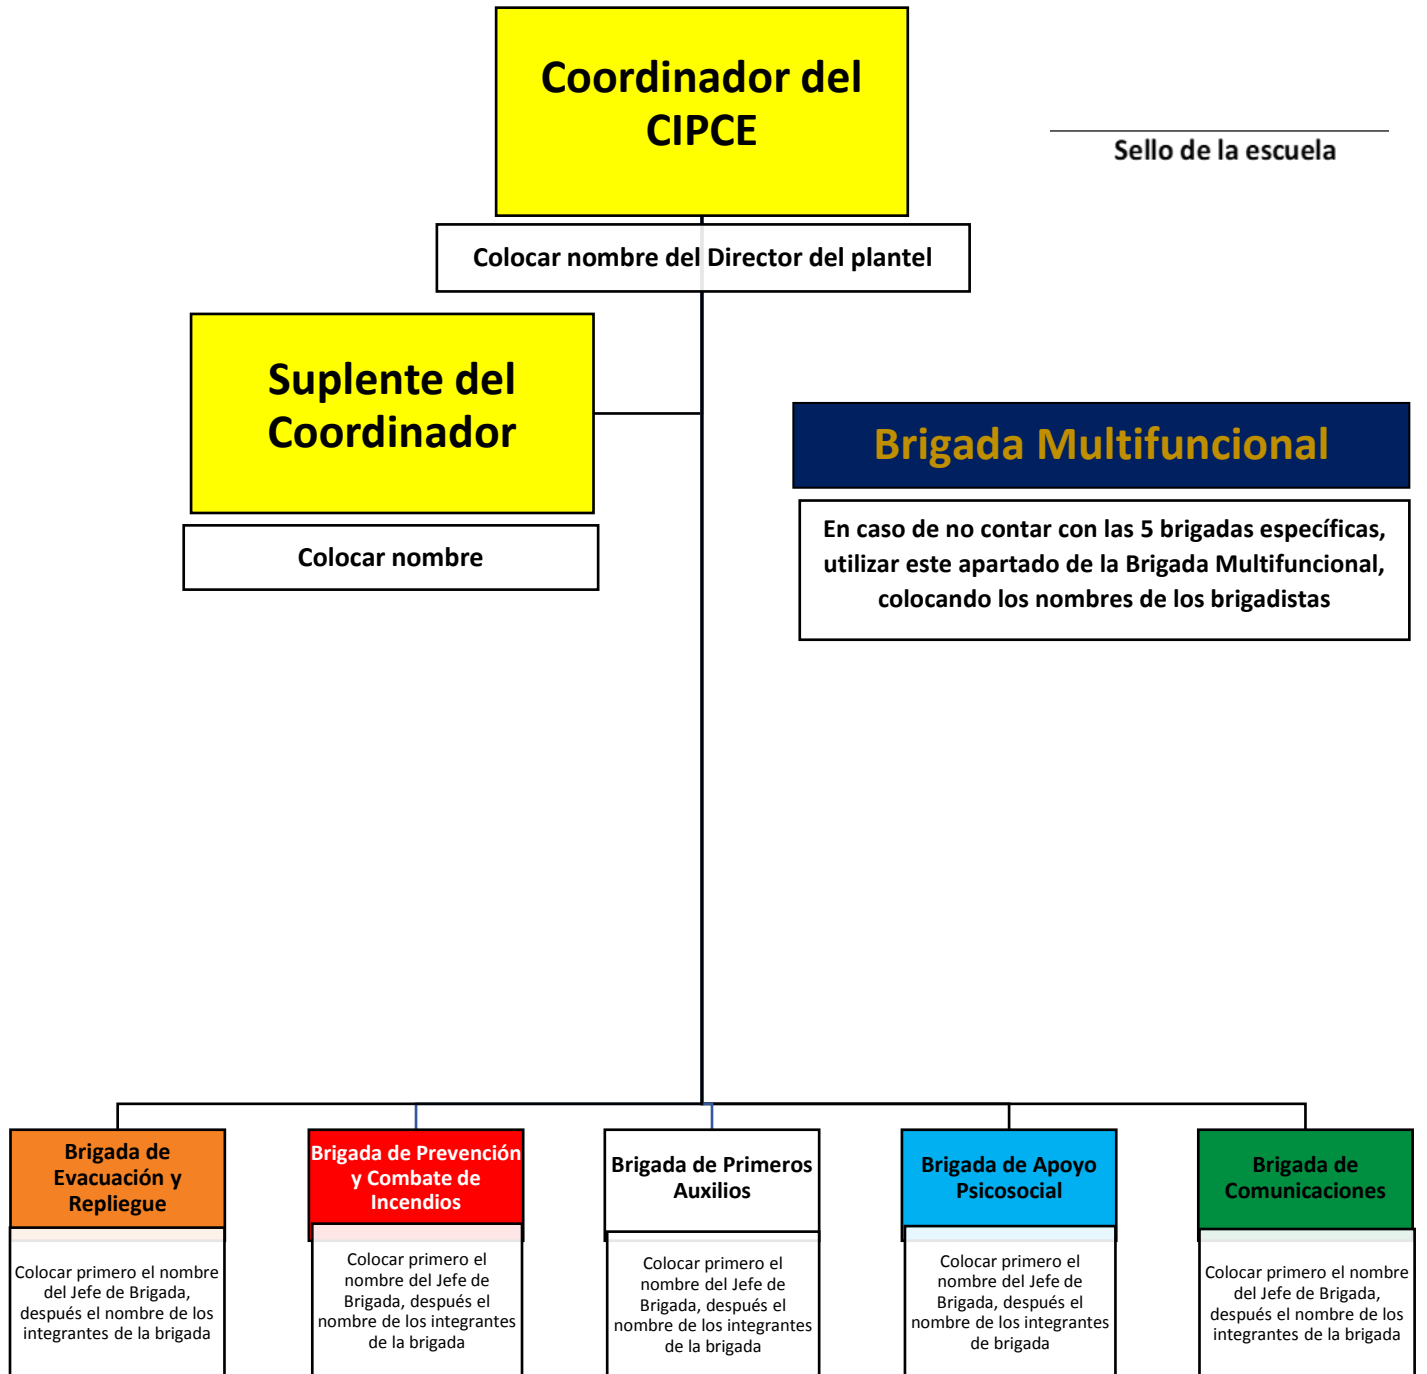 Coordinador del
CIPCE
Sello de la escuela
Colocar nombre del Director del plantel
Suplente del
Coordinador
Colocar nombre
Brigada Multifuncional
En caso de no contar con las 5 brigadas específicas,
utilizar este apartado de la Brigada Multifuncional,
colocando los nombres de los brigadistas
Brigada de
Evacuación y
Repliegue
Colocar primero el nombre
del Jefe de Brigada,
después el nombre de los
integrantes de la brigada
Brigada de Prevención
y Combate de
Incendios
Colocar primero el
nombre del Jefe de
Brigada, después el
nombre de los integrantes
de la brigada
Brigada de Primeros
Auxilios
Colocar primero el
nombre del Jefe de
Brigada, después el
nombre de los integrantes
de la brigada
Brigada de Apoyo
Psicosocial
Colocar primero el
nombre del Jefe de
Brigada, después el
nombre de los integrantes
de brigada
Brigada de
Comunicaciones
Colocar primero el nombre
del Jefe de Brigada,
después el nombre de los
integrantes de la brigada